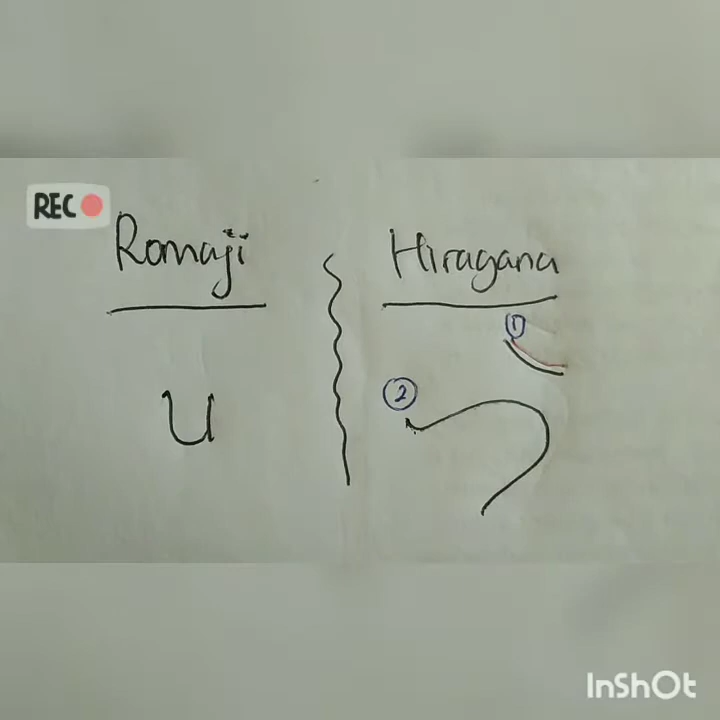 REC
Romaji Hiragana
①
u う
②
InShOt